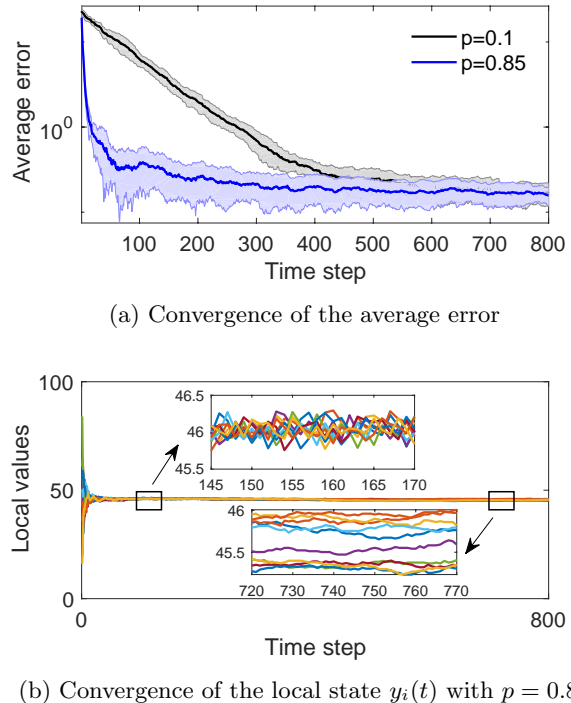 Average error
10⁰
p=0.1
p=0.85
100 200 300 400 500 600 700 800
Time step
(a) Convergence of the average error
Local values
100
50
0
46.5
46
45.5
145 150 155 160 165 170
46
45.5
720 730 740 750 760 770
0 800
Time step
(b) Convergence of the local state yᵢ(t) with p = 0.8